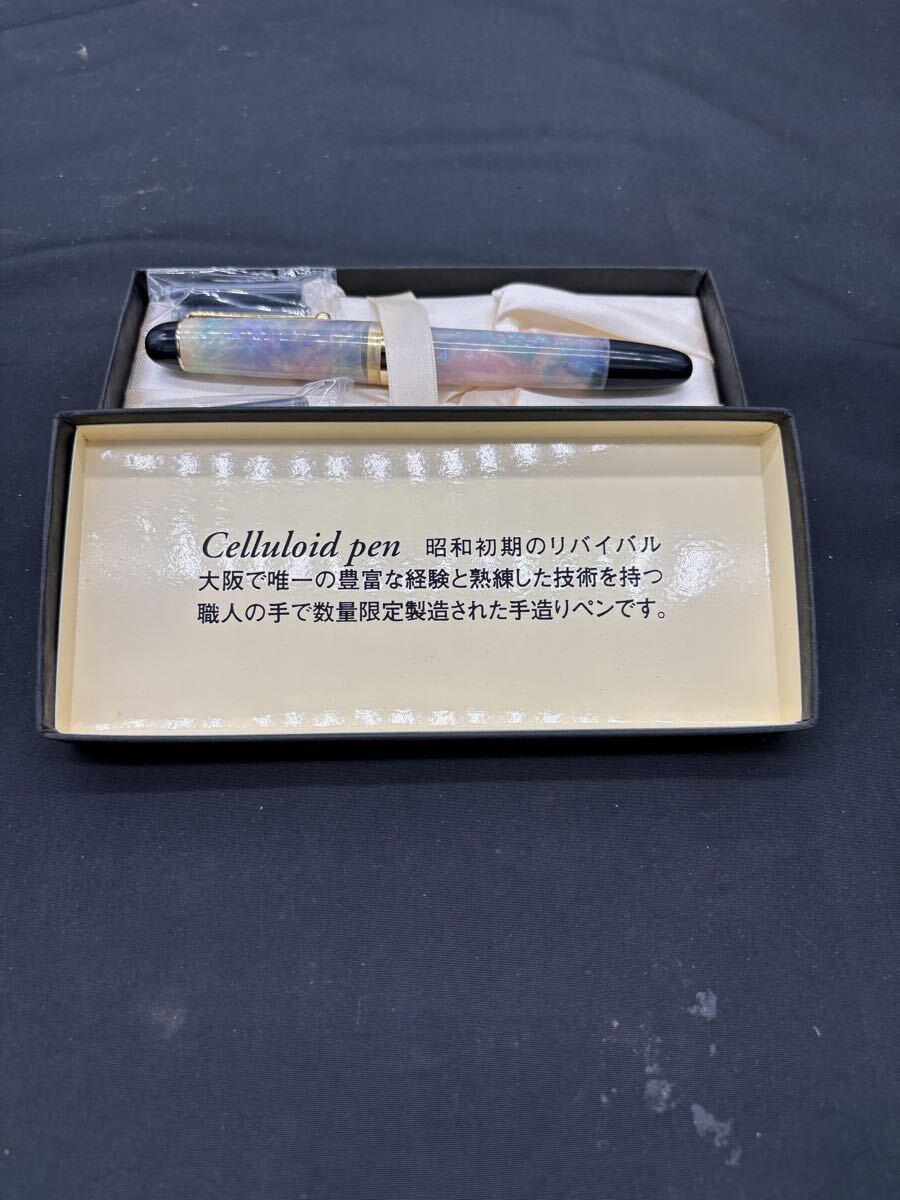 Celluloid pen 昭和初期のリバイバル
大阪で唯一の豊富な経験と熟練した技術を持つ
職人の手で数量限定製造された手造りペンです。